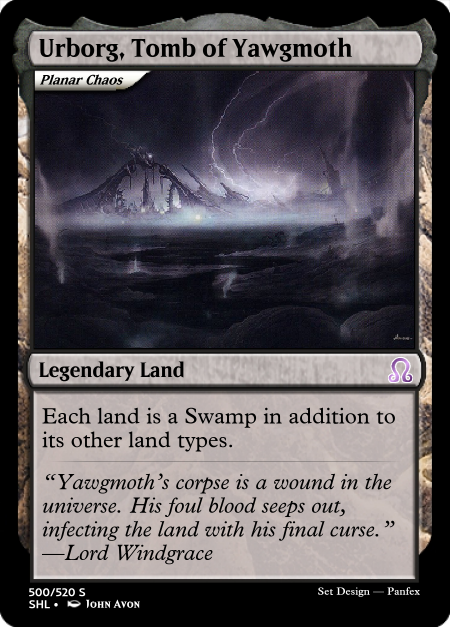 Urborg, Tomb of Yawgmoth
Planar Chaos
Legendary Land
Each land is a Swamp in addition to
its other land types.
“Yawgmoth’s corpse is a wound in the
universe. His foul blood seeps out,
infecting the land with his final curse.”
—Lord Windgrace
500/520 S
Set Design — Panfex
SHL • John Avon